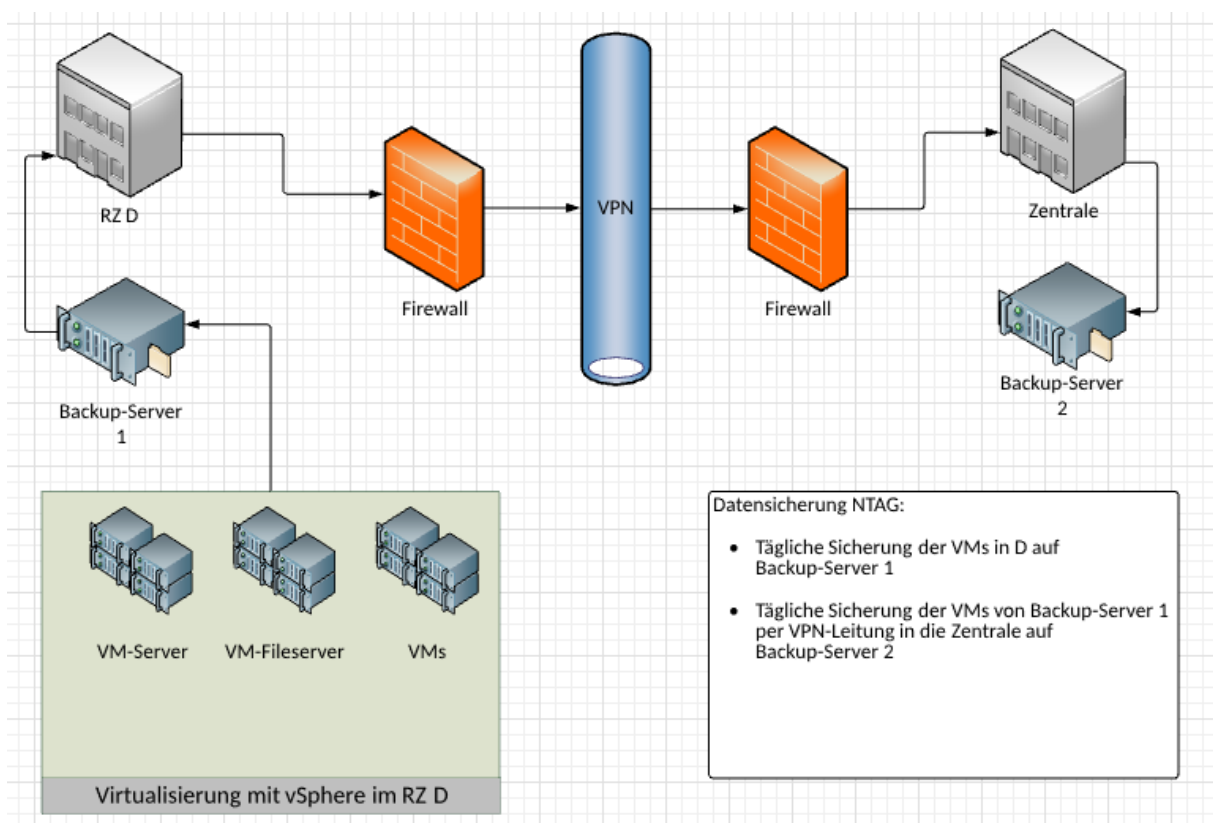 RZ D
Firewall
VPN
Firewall
Zentrale
Backup-Server
1
Backup-Server
2
VM-Server
VM-Fileserver
VMs
Virtualisierung mit vSphere im RZ D
Datensicherung NTAG:
• Tägliche Sicherung der VMs in D auf
Backup-Server 1
• Tägliche Sicherung der VMs von Backup-Server 1
per VPN-Leitung in die Zentrale auf
Backup-Server 2